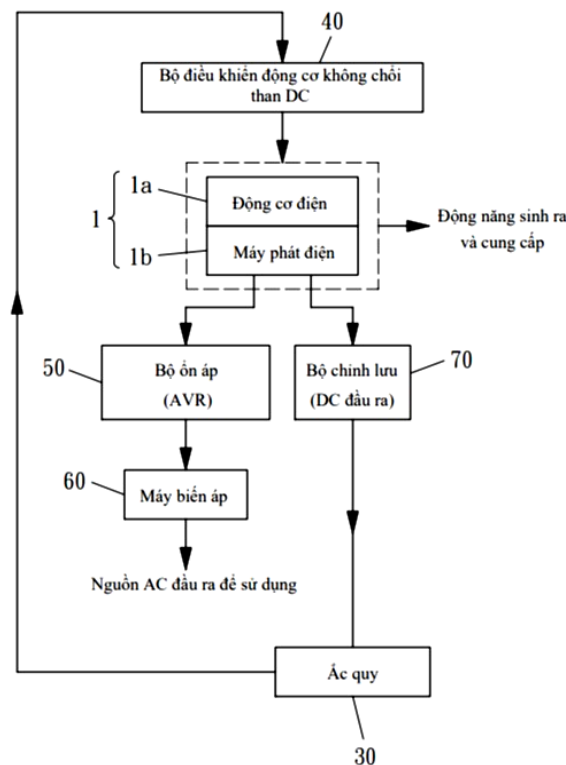 40
Bộ điều khiển động cơ không chổi
than DC
1
1a
Động cơ điện
1b
Máy phát điện
Động năng sinh ra
và cung cấp
50
Bộ ổn áp
(AVR)
Bộ chỉnh lưu
(DC đầu ra)
70
60
Máy biến áp
Nguồn AC đầu ra để sử dụng
Ắc quy
30